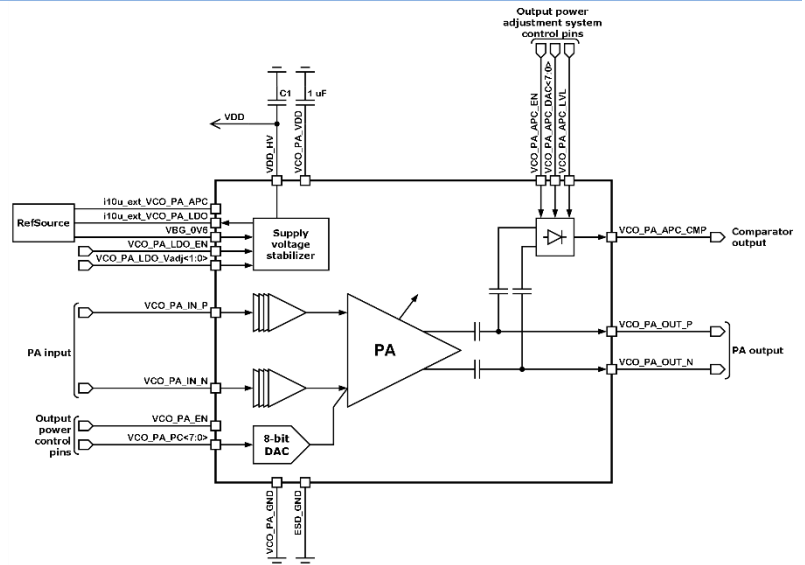 Output power
adjustment system
control pins
VCO_PA_APC_EN
VCO_PA_APC_DAC<7:0>
VCO_PA_APC_LVL
C1
1 uF
VDD
VDD_HV
VCO_PA_VDD
RefSource
i10u_ext_VCO_PA_APC
i10u_ext_VCO_PA_LDO
VBG_0V6
VCO_PA_LDO_EN
VCO_PA_LDO_Vadj<1:0>
Supply
voltage
stabilizer
VCO_PA_APC_CMP
Comparator
output
PA input
VCO_PA_IN_P
VCO_PA_IN_N
PA
VCO_PA_OUT_P
VCO_PA_OUT_N
PA output
Output
power
control
pins
VCO_PA_EN
VCO_PA_PC<7:0>
8-bit
DAC
VCO_PA_GND
ESD_GND